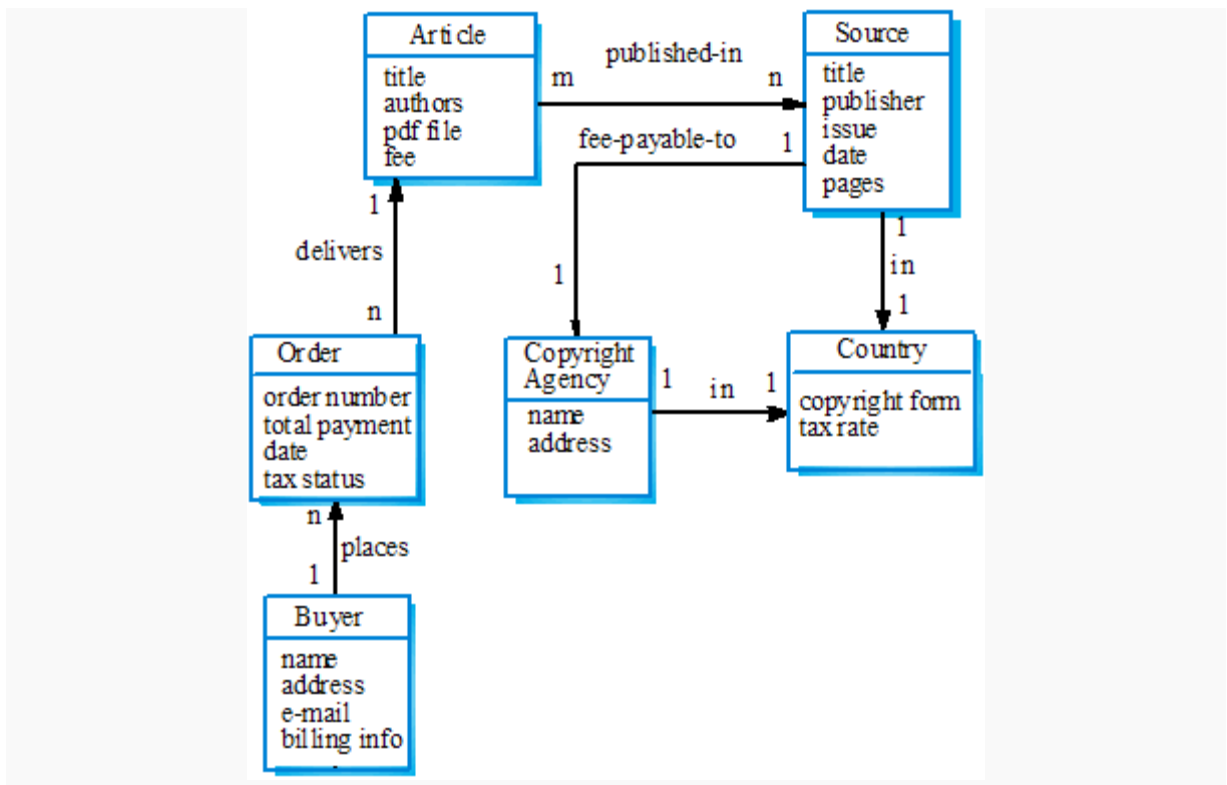 Article
title
authors
pdf file
fee
published-in
m
n
Source
title
publisher
issue
date
pages
fee-payable-to
1
1
1
delivers
n
1
in
1
Order
order number
total payment
date
tax status
Copyright
Agency
name
address
1
in
1
Country
copyright form
tax rate
n
places
1
Buyer
name
address
e-mail
billing info